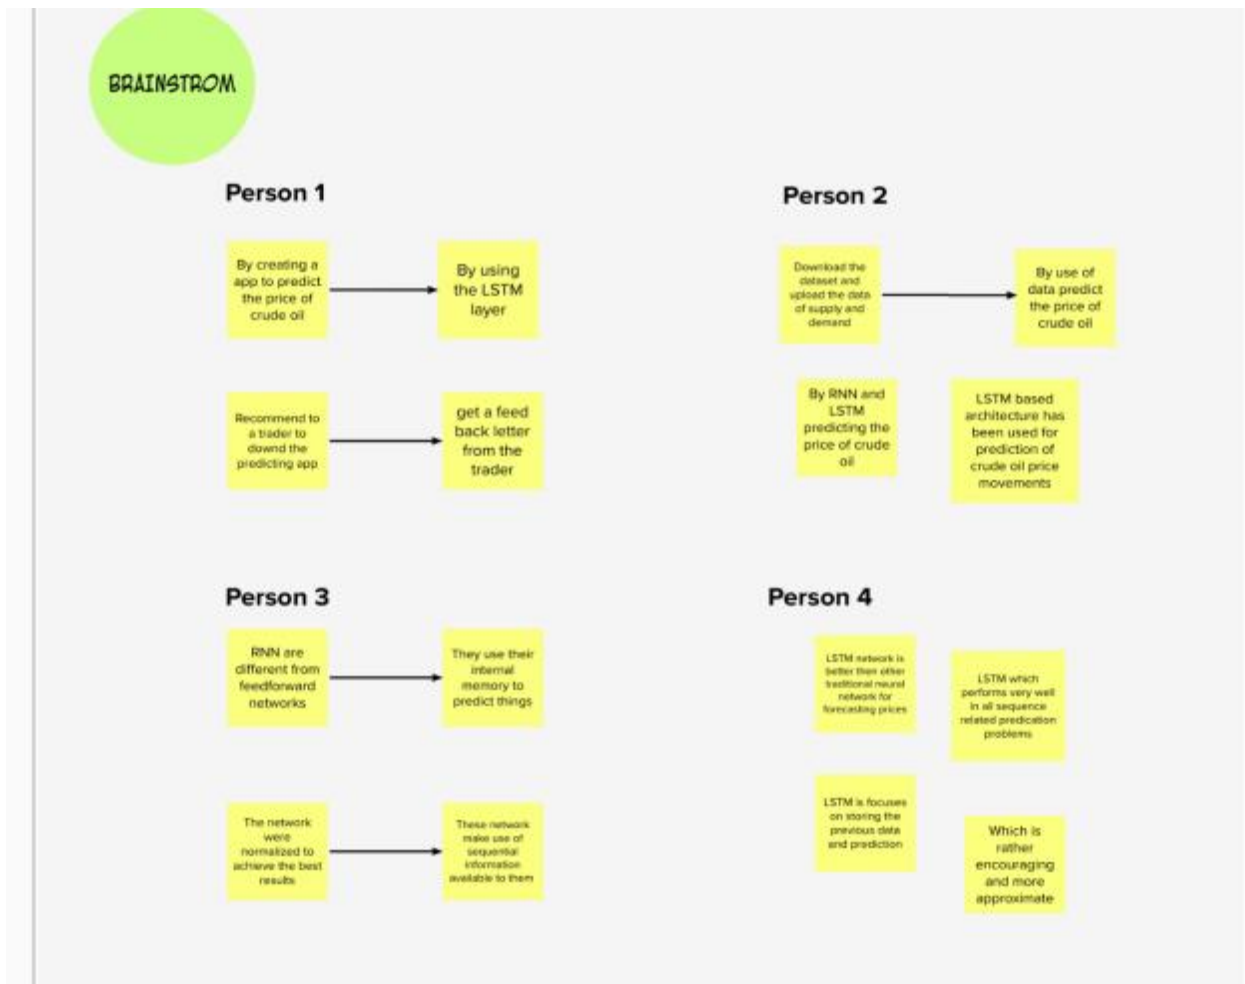 BRAINSTROM
Person 1
By creating a
app to predict
the price of
crude oil
By using
the LSTM
layer
Recommend to
a trader to
downd the
predicting app
get a feed
back letter
from the
trader
Person 2
Download the
dataset and
upload the data
of supply and
demand
By use of
data predict
the price of
crude oil
By RNN and
LSTM
predicting the
price of crude
oil
LSTM based
architecture has
been used for
prediction of
crude oil price
movements
Person 3
RNN are
different from
feedforward
networks
They use their
internal
memory to
predict things
The network
were
normalized to
achieve the best
results
These network
make use of
sequential
information
available to them
Person 4
LSTM network is
better then other
traditional neural
network for
forecasting prices
LSTM which
performs very well
in all sequence
related predication
problems
LSTM is focuses
on storing the
previous data
and prediction
Which is
rather
encouraging
and more
approximate